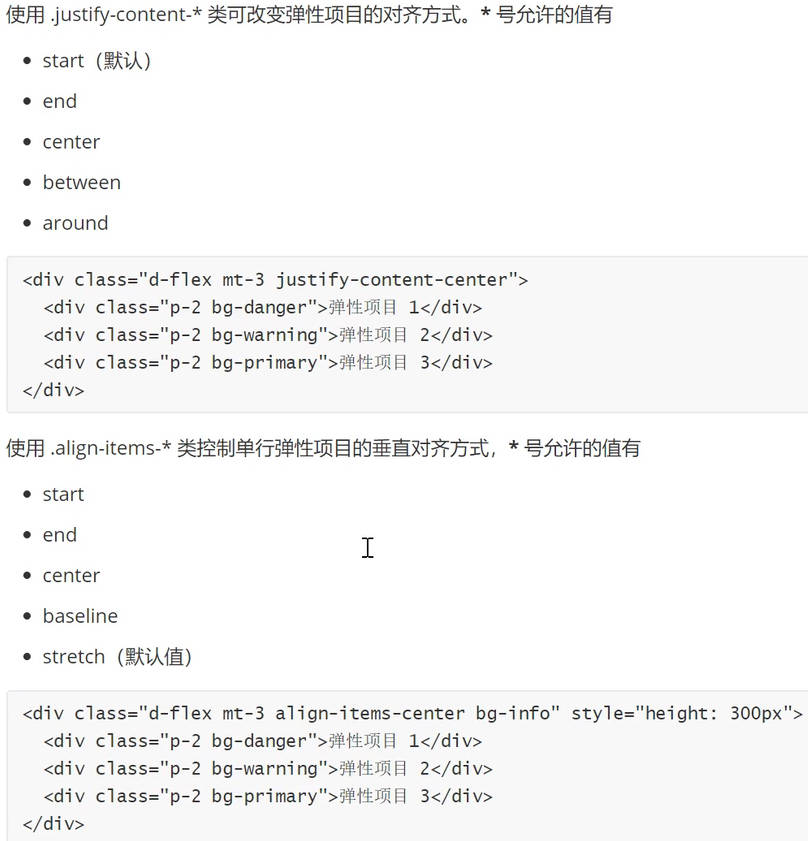 使用 .justify-content-* 类可改变弹性项目的对齐方式。* 号允许的值有
• start（默认）
• end
• center
• between
• around
<div class="d-flex mt-3 justify-content-center">
  <div class="p-2 bg-danger">弹性项目 1</div>
  <div class="p-2 bg-warning">弹性项目 2</div>
  <div class="p-2 bg-primary">弹性项目 3</div>
</div>
使用 .align-items-* 类控制单行弹性项目的垂直对齐方式，* 号允许的值有
• start
• end
• center
• baseline
• stretch（默认值）
<div class="d-flex mt-3 align-items-center bg-info" style="height: 300px">
  <div class="p-2 bg-danger">弹性项目 1</div>
  <div class="p-2 bg-warning">弹性项目 2</div>
  <div class="p-2 bg-primary">弹性项目 3</div>
</div>